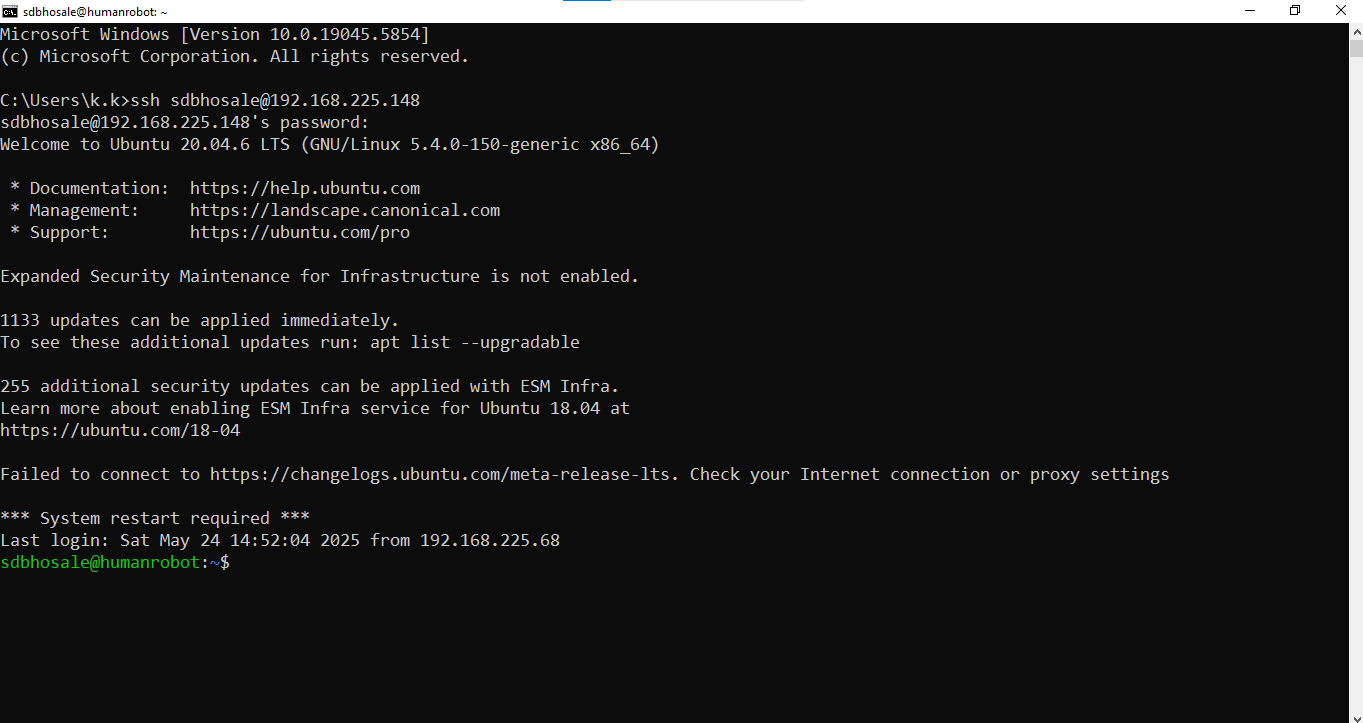 sdbhosale@humanrobot: ~
Microsoft Windows [Version 10.0.19045.5854]
(c) Microsoft Corporation. All rights reserved.
C:\Users\k.k>ssh sdbhosale@192.168.225.148
sdbhosale@192.168.225.148's password:
Welcome to Ubuntu 20.04.6 LTS (GNU/Linux 5.4.0-150-generic x86_64)
* Documentation:  https://help.ubuntu.com
* Management:     https://landscape.canonical.com
* Support:        https://ubuntu.com/pro
Expanded Security Maintenance for Infrastructure is not enabled.
1133 updates can be applied immediately.
To see these additional updates run: apt list --upgradable
255 additional security updates can be applied with ESM Infra.
Learn more about enabling ESM Infra service for Ubuntu 18.04 at
https://ubuntu.com/18-04
Failed to connect to https://changelogs.ubuntu.com/meta-release-lts. Check your Internet connection or proxy settings
*** System restart required ***
Last login: Sat May 24 14:52:04 2025 from 192.168.225.68
sdbhosale@humanrobot:~$